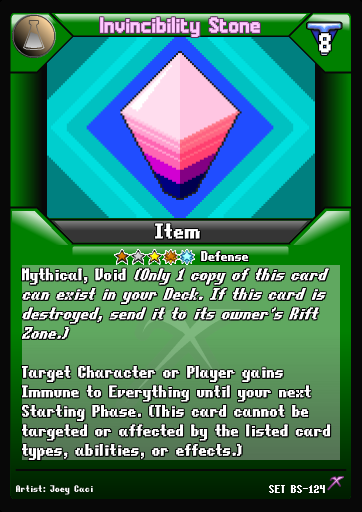 Invincibility Stone
8
Item
Defense
Mythical, Void (Only 1 copy of this card
can exist in your Deck. If this card is
destroyed, send it to its owner's Rift
Zone.)
Target Character or Player gains
Immune to Everything until your next
Starting Phase. (This card cannot be
targeted or affected by the listed card
types, abilities, or effects.)
Artist: Joey Caci
SET BS-124